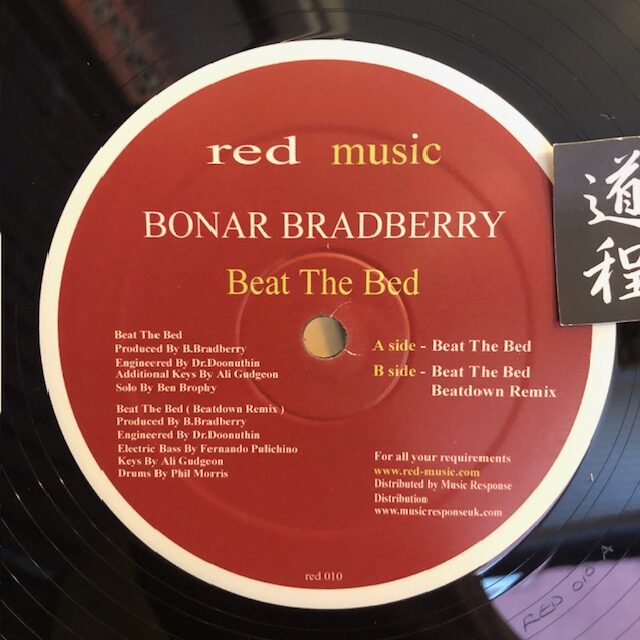 red music
BONAR BRADBERRY
Beat The Bed
道程
A side - Beat The Bed
B side - Beat The Bed
Beatdown Remix
Beat The Bed
Produced By B.Bradberry
Engineered By Dr.Doonuthin
Additional Keys By Ali Gudgeon
Solo By Ben Brophy
Beat The Bed ( Beatdown Remix )
Produced By B.Bradberry
Engineered By Dr.Doonuthin
Electric Bass By Fernando Pulichino
Keys By Ali Gudgeon
Drums By Phil Morris
For all your requirements
www.red-music.com
Distributed by Music Response
Distribution
www.musicresponseuk.com
red 010
RED 010 A